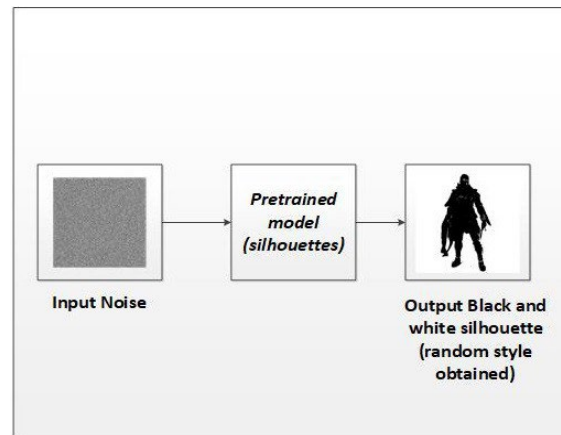 Pretrained
model
(silhouettes)
Input Noise
Output Black and
white silhouette
(random style
obtained)